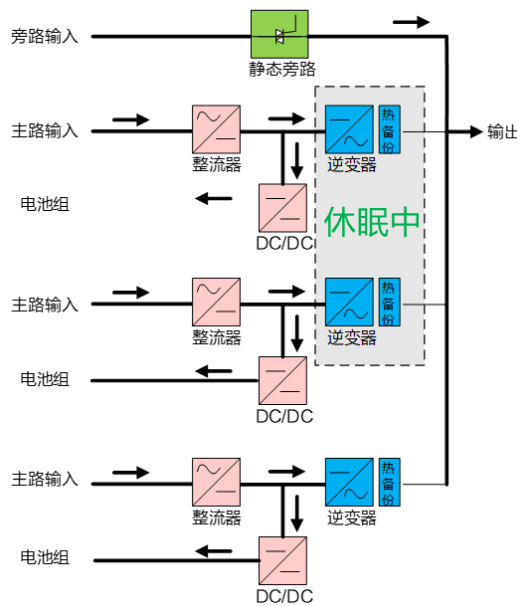 旁路输入
静态旁路
主路输入
整流器
逆变器
热备份
输出
电池组
DC/DC
休眠中
主路输入
整流器
逆变器
热备份
电池组
DC/DC
主路输入
整流器
逆变器
热备份
电池组
DC/DC